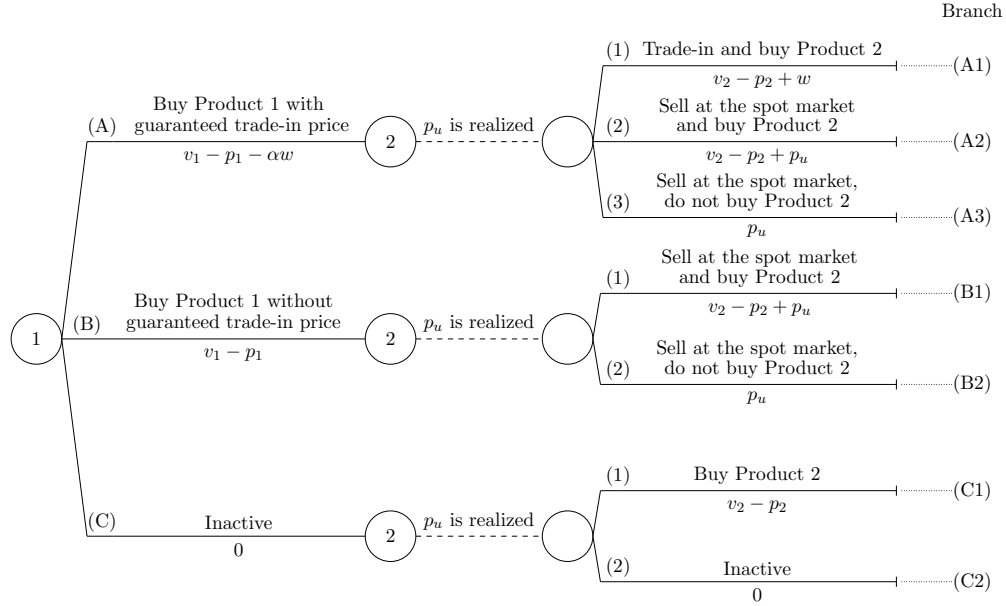 Branch
(1) Trade-in and buy Product 2
v₂ − p₂ + w
(A1)
Buy Product 1 with
(A) guaranteed trade-in price
v₁ − p₁ − αw
2
pᵤ is realized
Sell at the spot market
(2) and buy Product 2
v₂ − p₂ + pᵤ
(A2)
Sell at the spot market,
(3) do not buy Product 2
pᵤ
(A3)
1
Buy Product 1 without
(B) guaranteed trade-in price
v₁ − p₁
2
pᵤ is realized
Sell at the spot market
(1) and buy Product 2
v₂ − p₂ + pᵤ
(B1)
Sell at the spot market,
(2) do not buy Product 2
pᵤ
(B2)
(C) Inactive
0
2
pᵤ is realized
(1) Buy Product 2
v₂ − p₂
(C1)
(2) Inactive
0
(C2)